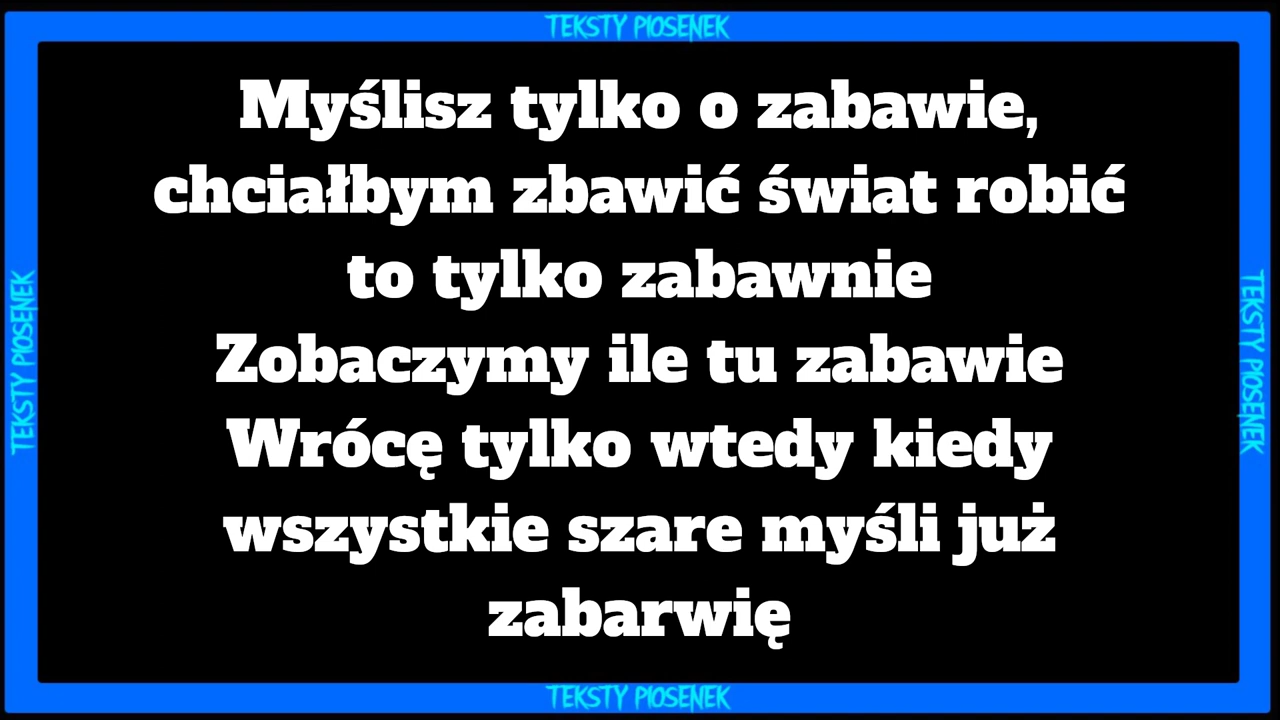 TEKSTY PIOSENEK
Myślisz tylko o zabawie,
chciałbym zbawić świat robić
to tylko zabawnie
Zobaczymy ile tu zabawie
Wrócę tylko wtedy kiedy
wszystkie szare myśli już
zabarwię
TEKSTY PIOSENEK
TEKSTY PIOSENEK
TEKSTY PIOSENEK